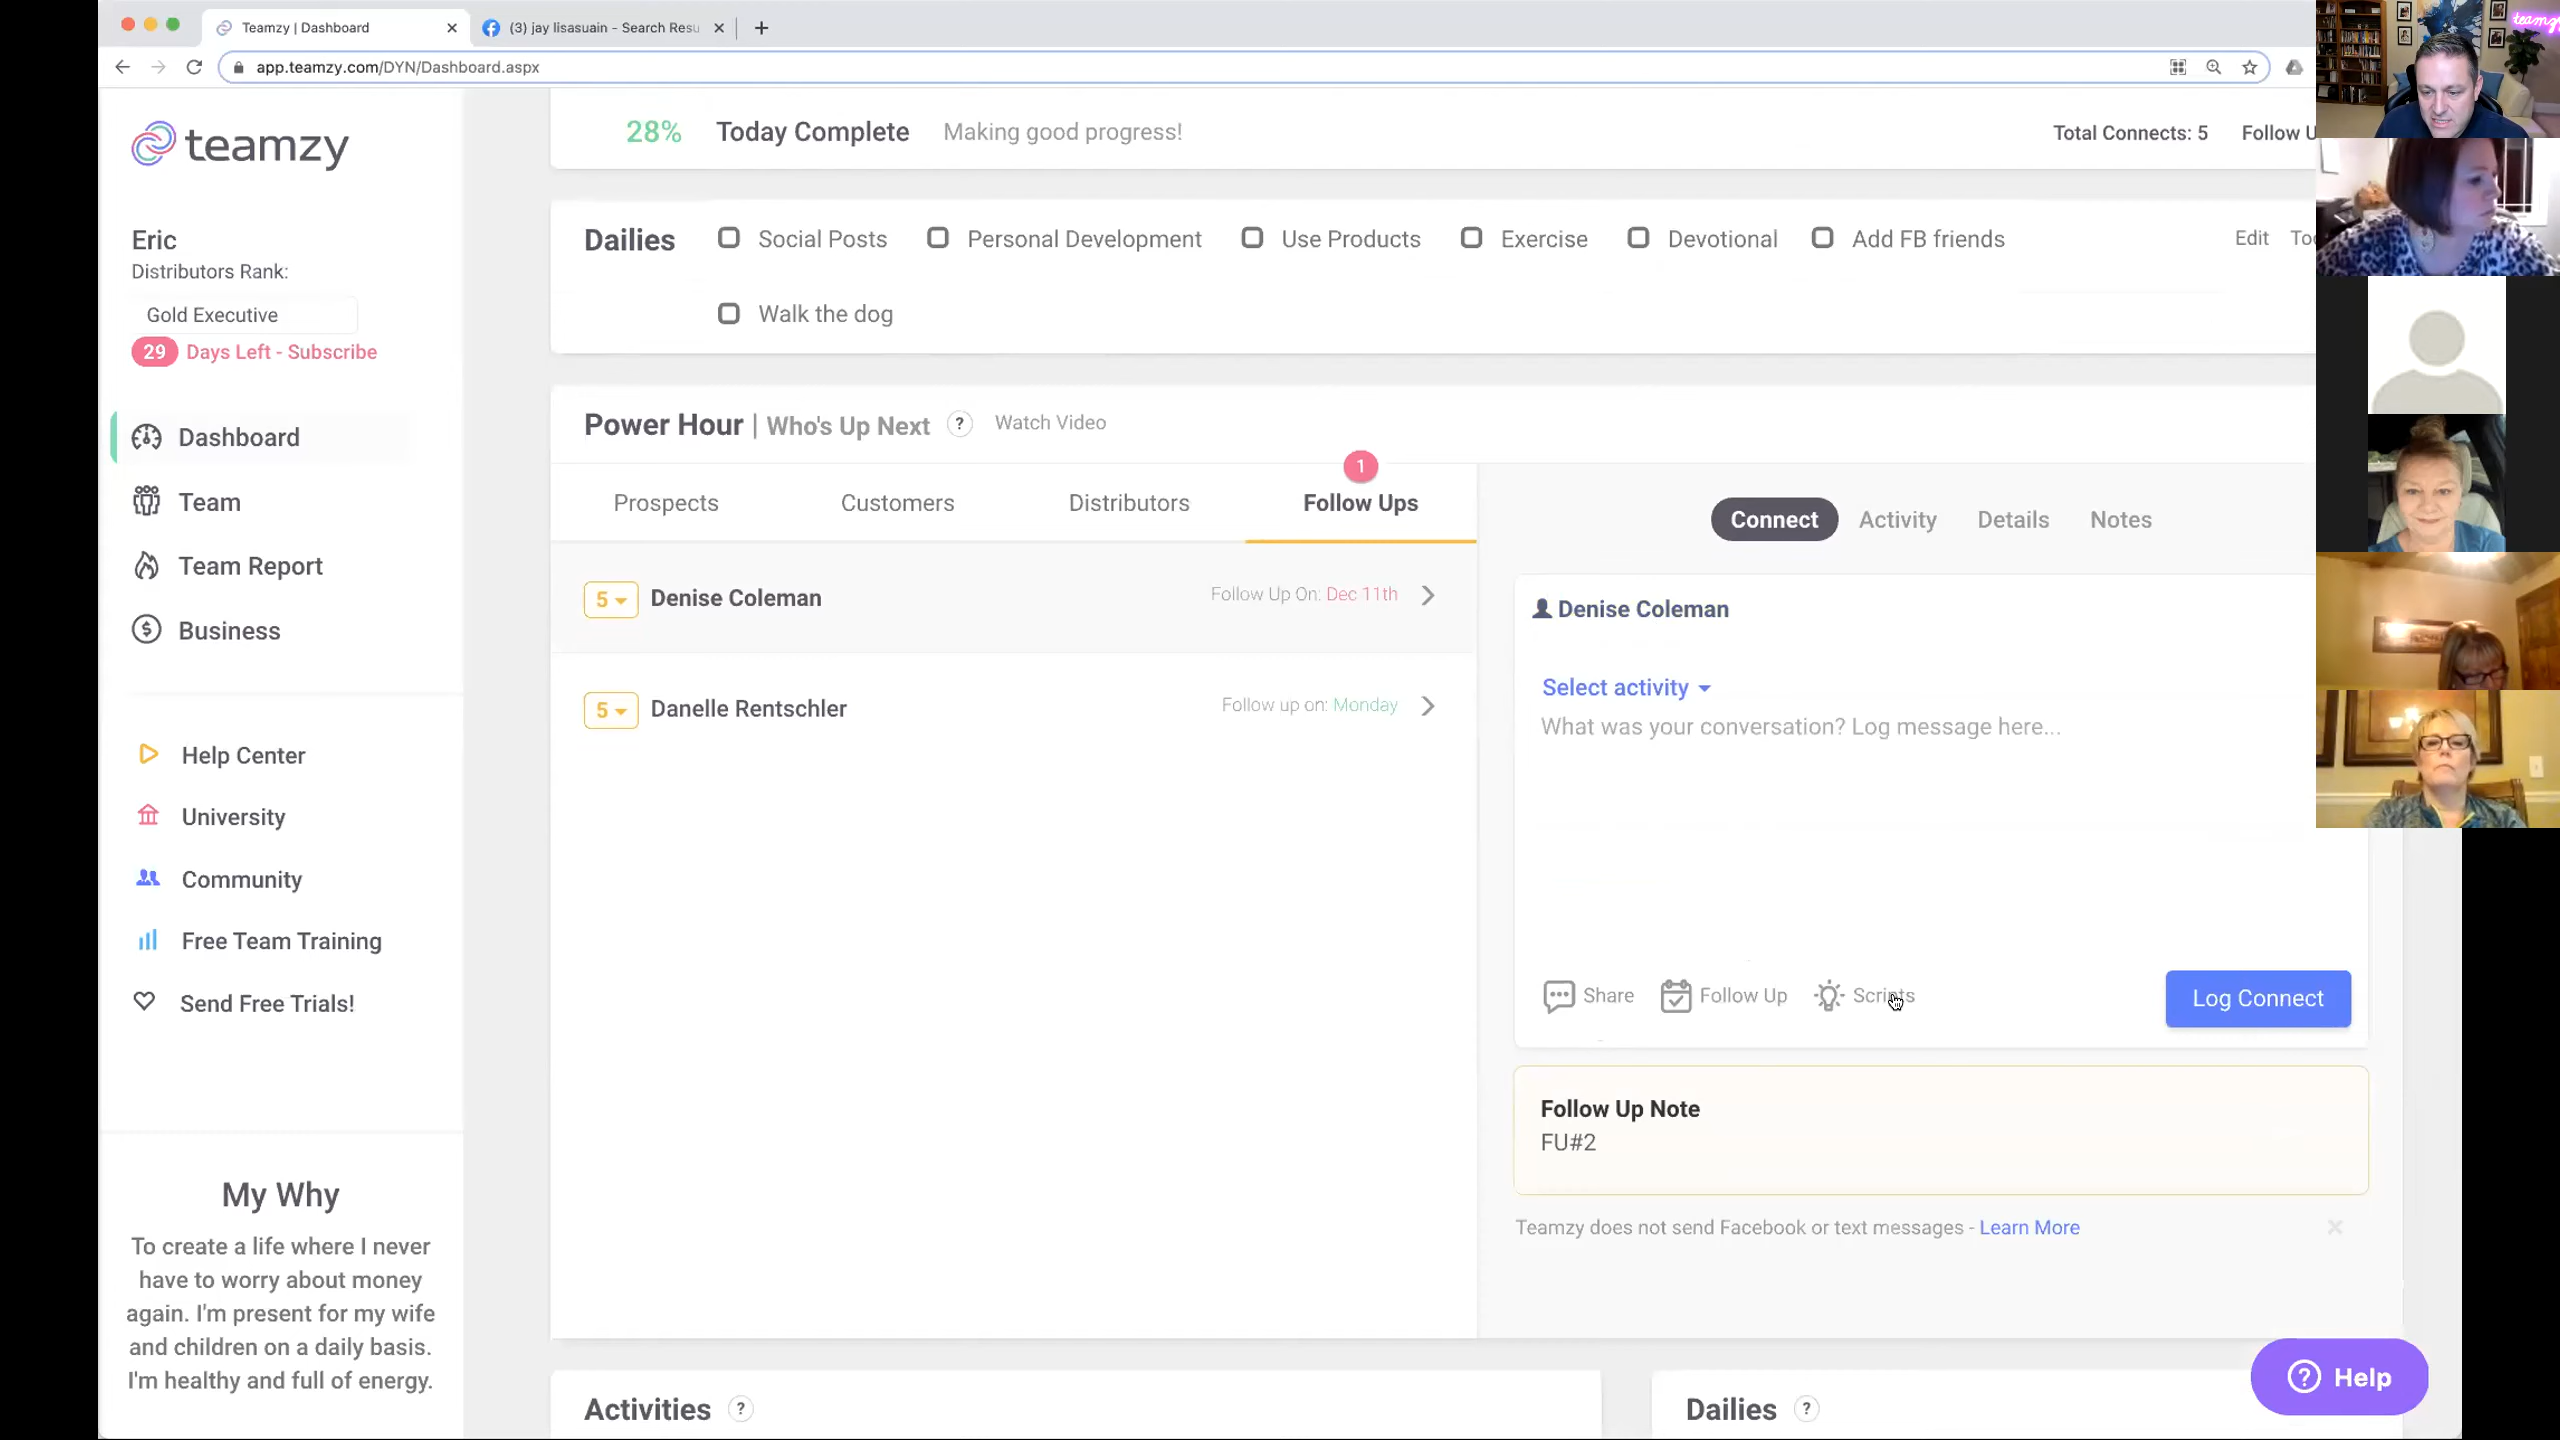 Teamzy | Dashboard
(3) jay lisasuain - Search Resu
app.teamzy.com/DYN/Dashboard.aspx
teamzy
Eric
Distributors Rank:
Gold Executive
29 Days Left - Subscribe
Dashboard
Team
Team Report
Business
Help Center
University
Community
Free Team Training
Send Free Trials!
My Why
To create a life where I never
have to worry about money
again. I'm present for my wife
and children on a daily basis.
I'm healthy and full of energy.
28% Today Complete Making good progress!
Total Connects: 5 Follow U
Dailies Social Posts Personal Development Use Products Exercise Devotional Add FB friends
Edit Too
Walk the dog
Power Hour | Who's Up Next ? Watch Video
1
Prospects Customers Distributors Follow Ups
5 Denise Coleman Follow Up On: Dec 11th
5 Danelle Rentschler Follow up on: Monday
Connect Activity Details Notes
Denise Coleman
Select activity
What was your conversation? Log message here...
Share Follow Up Scripts Log Connect
Follow Up Note
FU#2
Teamzy does not send Facebook or text messages - Learn More
Activities ?
Dailies ?
? Help
teamzy